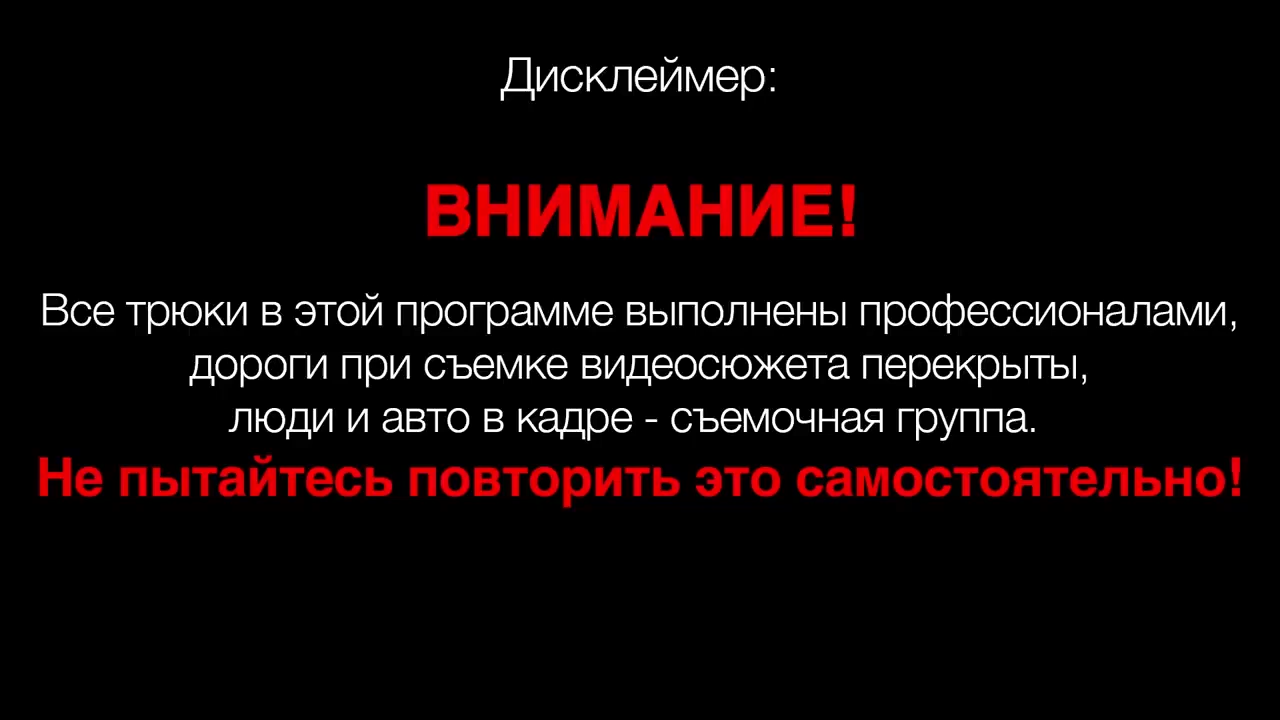 Дисклеймер:
ВНИМАНИЕ!
Все трюки в этой программе выполнены профессионалами,
дороги при съемке видеосюжета перекрыты,
люди и авто в кадре - съемочная группа.
Не пытайтесь повторить это самостоятельно!